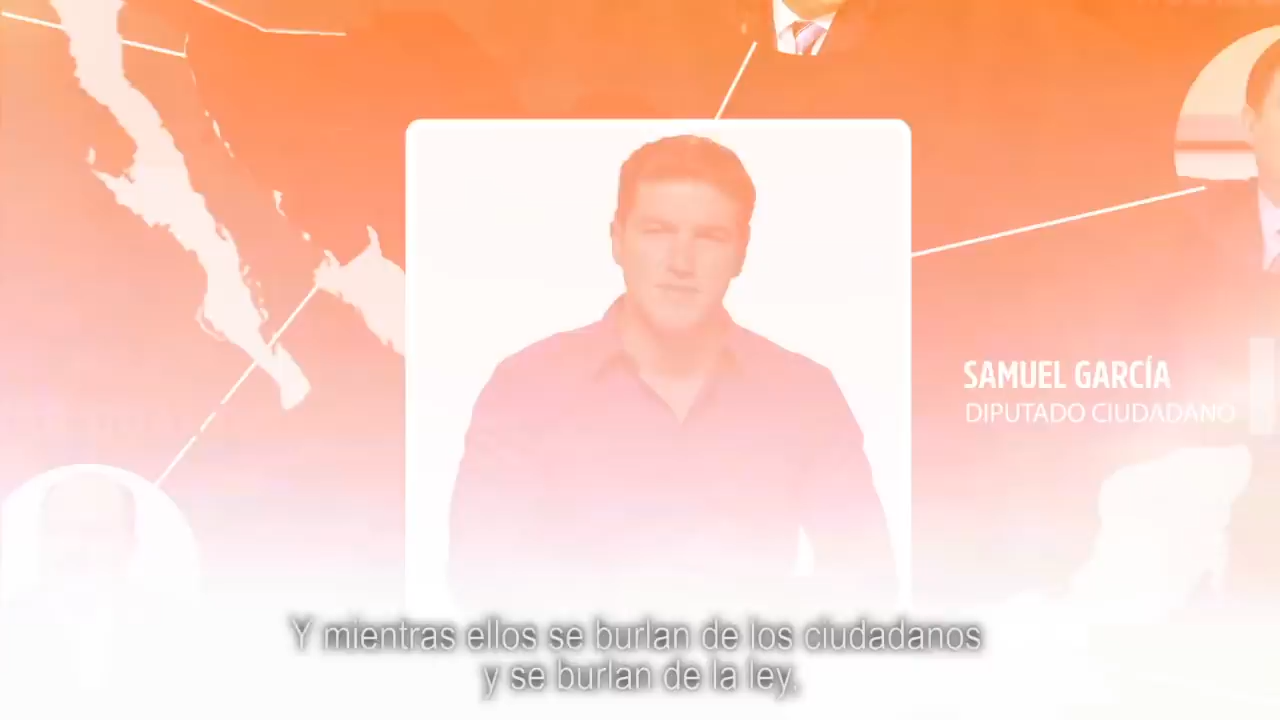 SAMUEL GARCÍA
DIPUTADO CIUDADANO
Y mientras ellos se burlan de los ciudadanos
y se burlan de la ley,